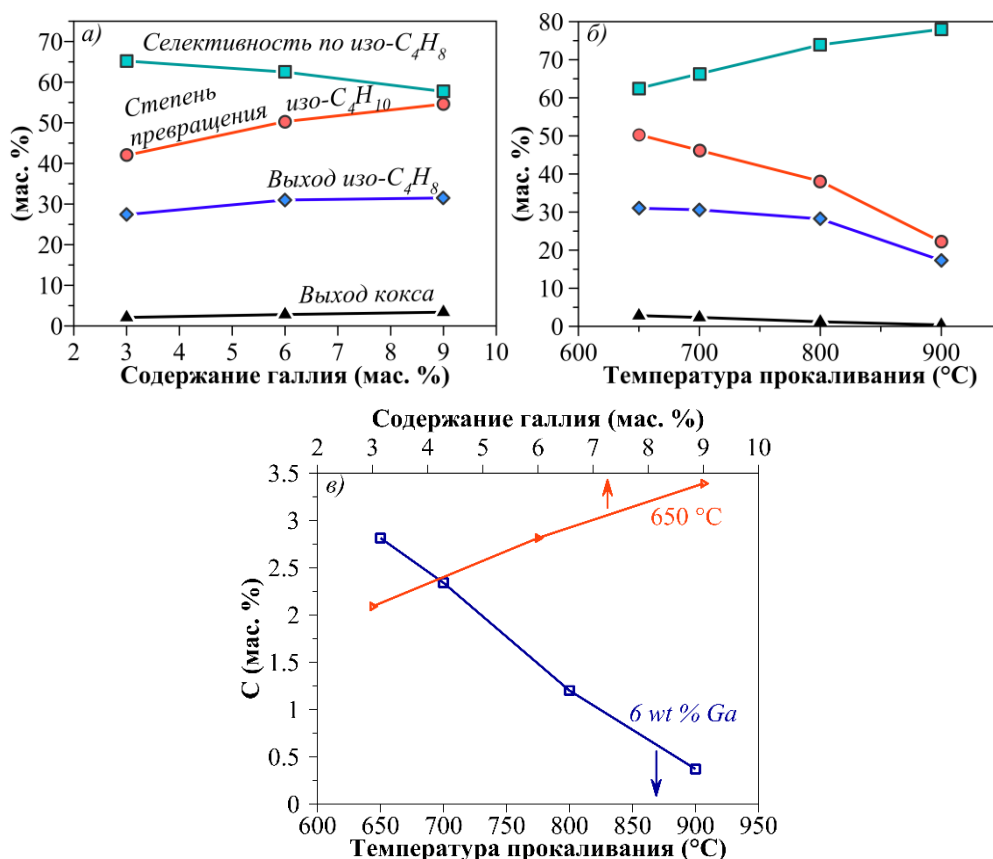 а)
Селективность по изо-C4H8
Степень превращения изо-C4H10
Выход изо-C4H8
Выход кокса
(мас. %)
70
60
50
40
30
20
10
0
2 3 4 5 6 7 8 9 10
Содержание галлия (мас. %)
б)
(мас. %)
80
70
60
50
40
30
20
10
0
600 700 800 900
Температура прокаливания (°C)
Содержание галлия (мас. %)
2 3 4 5 6 7 8 9 10
в)
650 °C
6 wt % Ga
C (мас. %)
3.5
3
2.5
2
1.5
1
0.5
0
600 650 700 750 800 850 900 950
Температура прокаливания (°C)